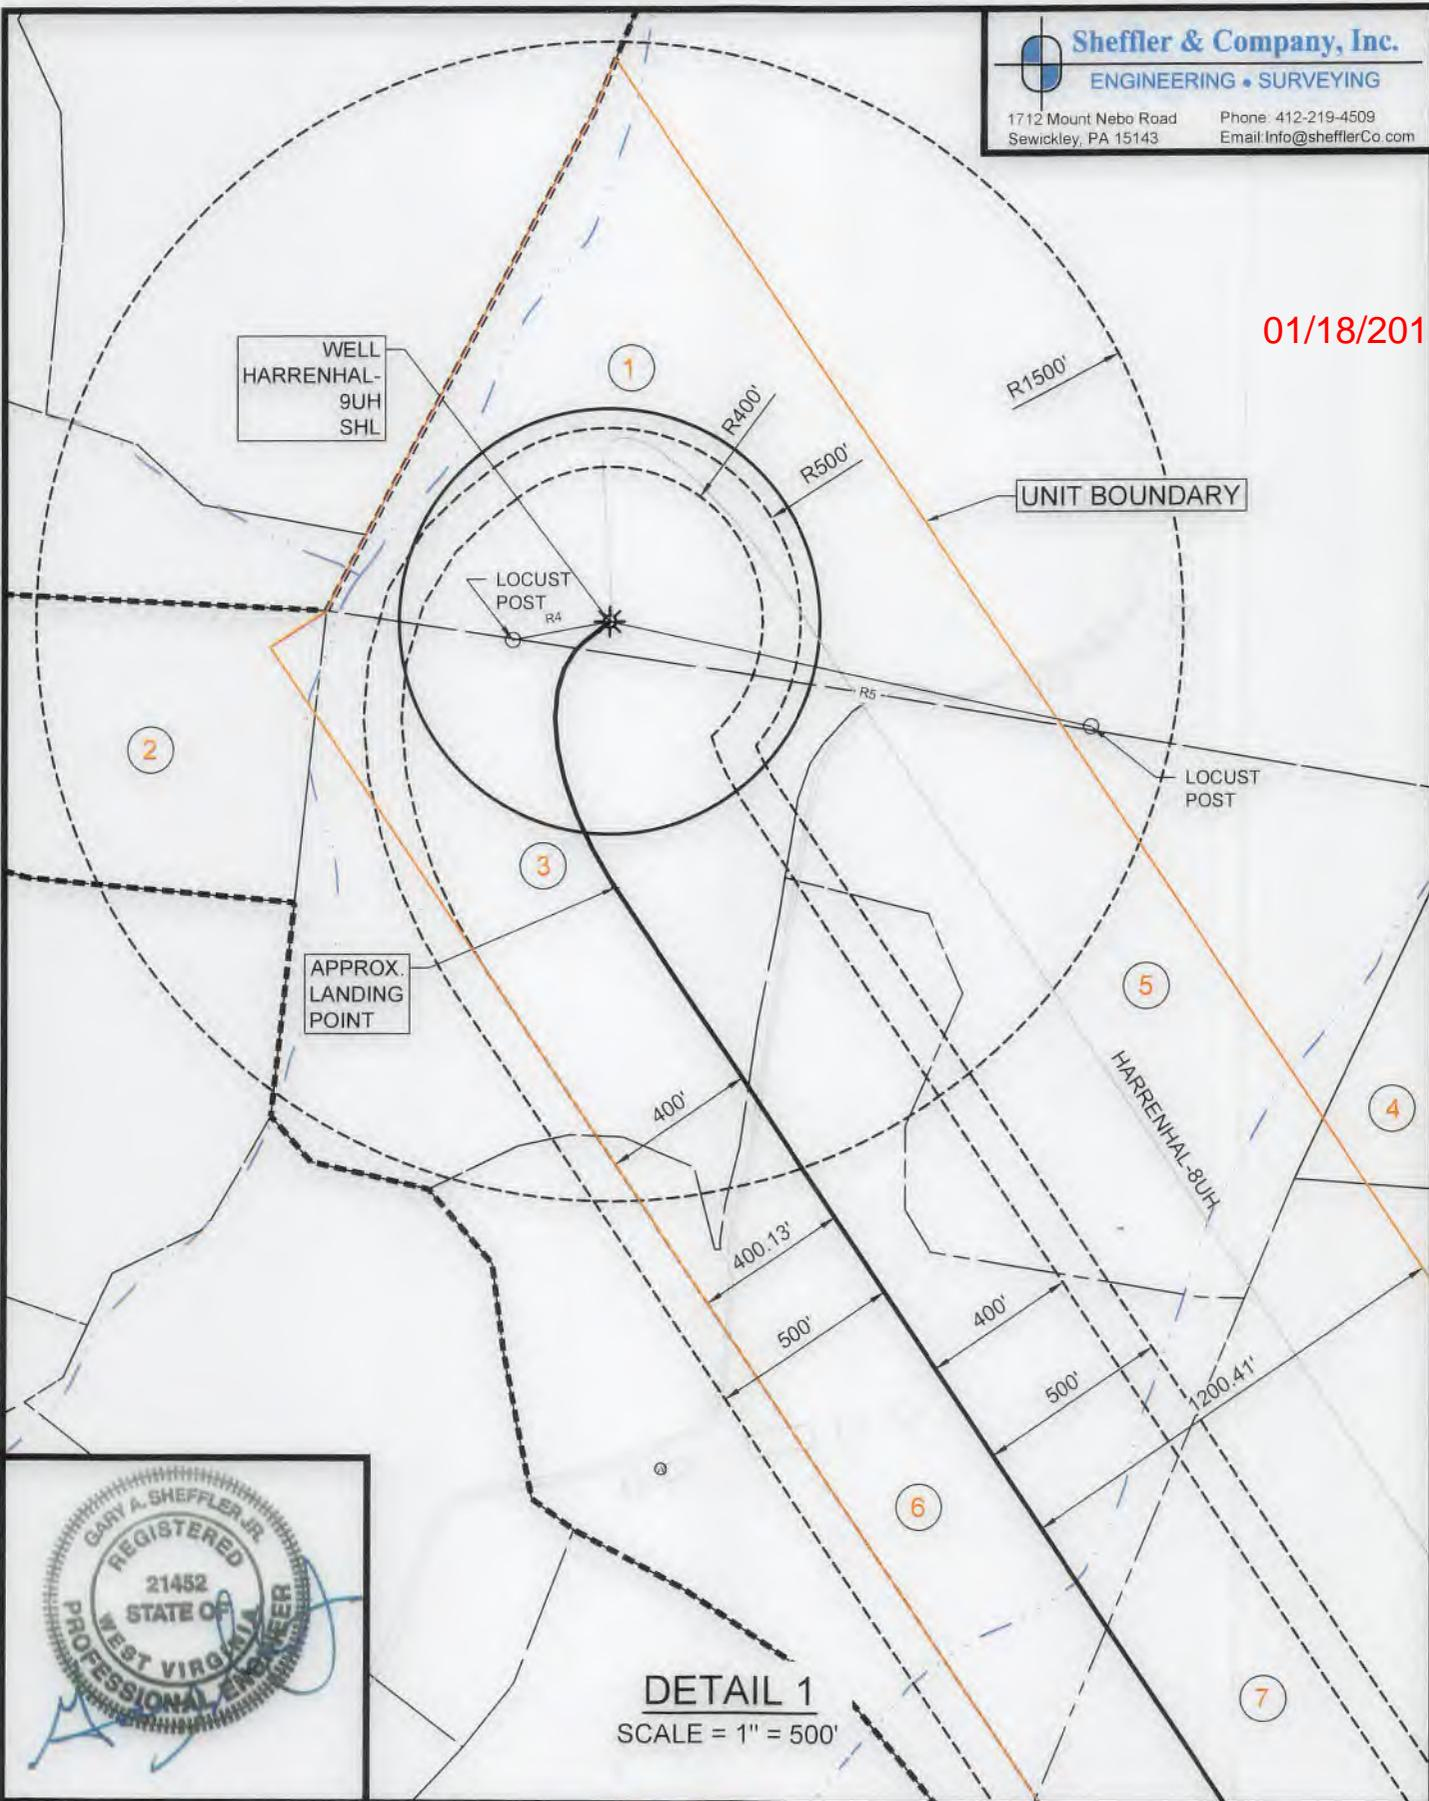 Sheffler & Company, Inc.
ENGINEERING • SURVEYING
1712 Mount Nebo Road
Sewickley, PA 15143
Phone: 412-219-4509
Email:Info@shefflerCo.com
01/18/201
WELL
HARRENHAL-
9UH
SHL
1
R400'
R500'
R1500'
UNIT BOUNDARY
LOCUST
POST
R4
R5
2
LOCUST
POST
3
APPROX.
LANDING
POINT
5
4
HARRENHAL-8UH
400'
400.13'
500'
400'
500'
1200.41'
6
7
GARY A. SHEFFLER JR.
REGISTERED
21452
STATE OF
WEST VIRGINIA
PROFESSIONAL ENGINEER
DETAIL 1
SCALE = 1" = 500'